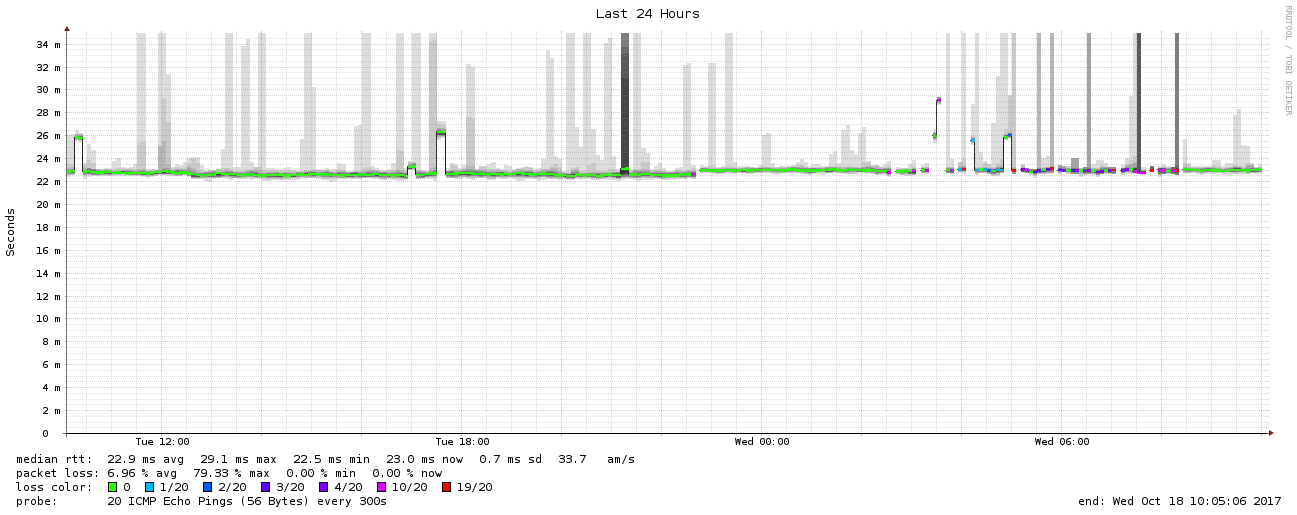 Last 24 Hours
RRDTOOL / TOBI OETIKER
Seconds
34 m
32 m
30 m
28 m
26 m
24 m
22 m
20 m
18 m
16 m
14 m
12 m
10 m
8 m
6 m
4 m
2 m
0
Tue 12:00 Tue 18:00 Wed 00:00 Wed 06:00
median rtt: 22.9 ms avg 29.1 ms max 22.5 ms min 23.0 ms now 0.7 ms sd 33.7 am/s
packet loss: 6.96 % avg 79.33 % max 0.00 % min 0.00 % now
loss color: 0 1/20 2/20 3/20 4/20 10/20 19/20
probe: 20 ICMP Echo Pings (56 Bytes) every 300s end: Wed Oct 18 10:05:06 2017